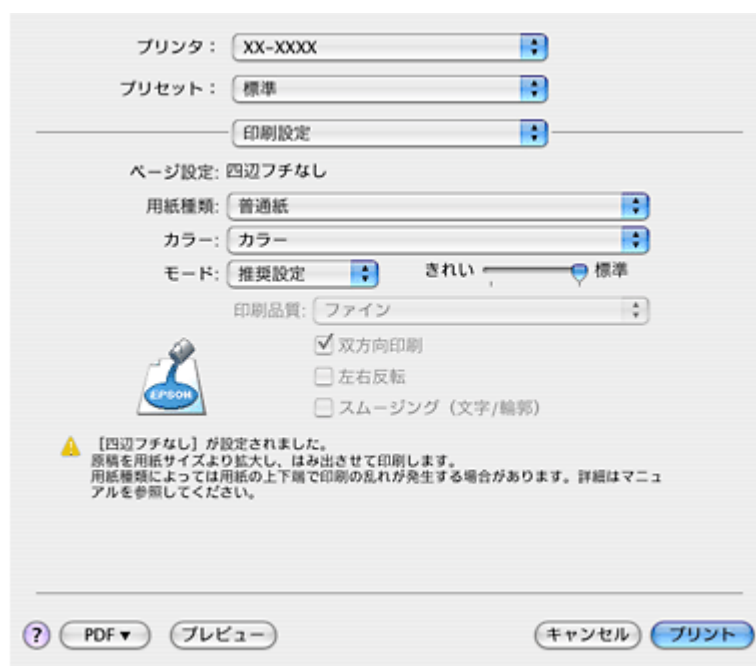 プリンタ： XX-XXXX
プリセット： 標準
印刷設定
ページ設定: 四辺フチなし
用紙種類: 普通紙
カラー: カラー
モード: 推奨設定 きれい 標準
印刷品質: ファイン
双方向印刷
左右反転
EPSON
スムージング（文字/輪郭）
［四辺フチなし］が設定されました。
原稿を用紙サイズより拡大し、はみ出させて印刷します。
用紙種類によっては用紙の上下端で印刷の乱れが発生する場合があります。詳細はマニュ
アルを参照してください。
? PDF▼ プレビュー キャンセル プリント